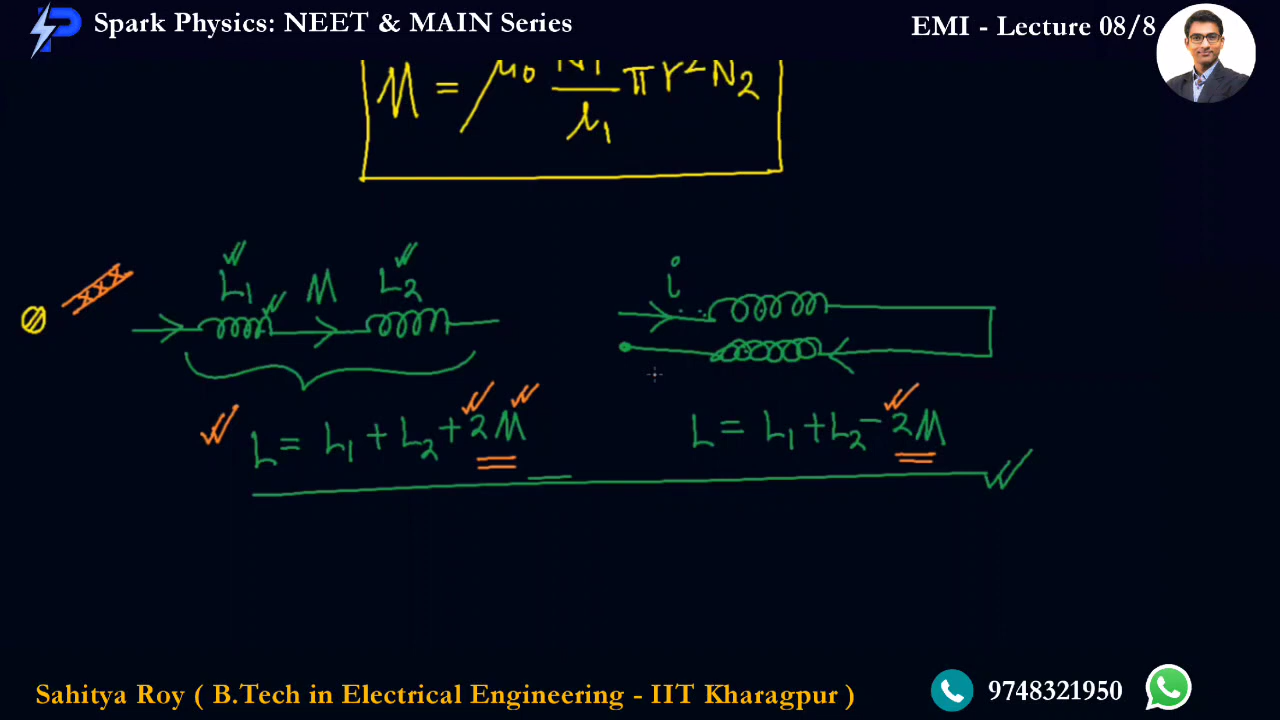 Spark Physics: NEET & MAIN Series
EMI - Lecture 08/8
M = μ₀ N₁/l₁ πr² N₂
L₁ M L₂
i
L = L₁ + L₂ + 2M
L = L₁ + L₂ - 2M
Sahitya Roy ( B.Tech in Electrical Engineering - IIT Kharagpur )
9748321950